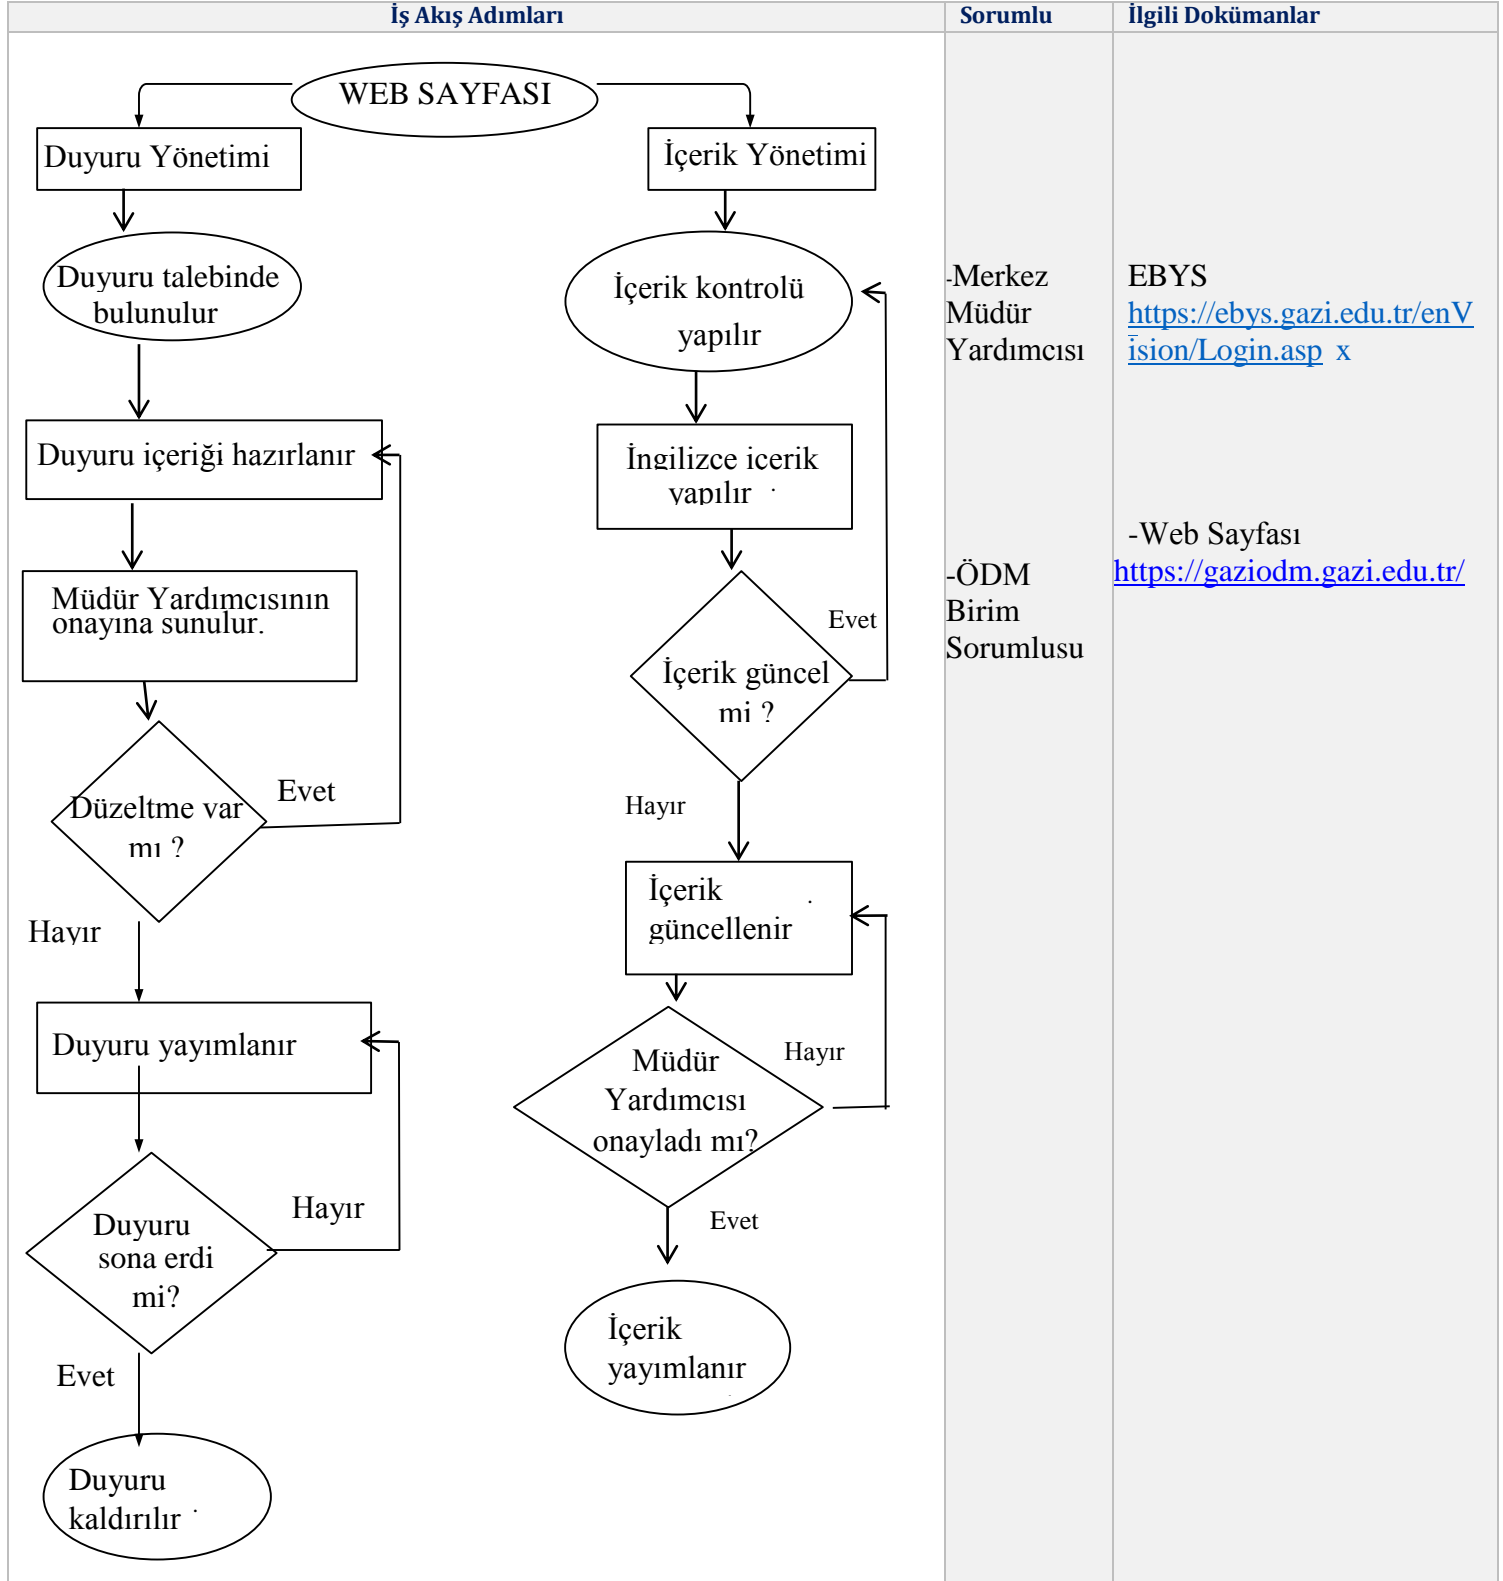 İş Akış Adımları
Sorumlu
İlgili Dokümanlar
WEB SAYFASI
Duyuru Yönetimi
Duyuru talebinde
bulunulur
Duyuru içeriği hazırlanır
Müdür Yardımcısının
onayına sunulur.
Düzeltme var
mı ?
Evet
Hayır
Duyuru yayımlanır
Duyuru
sona erdi
mi?
Hayır
Evet
Duyuru
kaldırılır
İçerik Yönetimi
İçerik kontrolü
yapılır
İngilizce içerik
yapılır
İçerik güncel
mi ?
Evet
Hayır
İçerik
güncellenir
Müdür
Yardımcısı
onayladı mı?
Hayır
Evet
İçerik
yayımlanır
-Merkez
Müdür
Yardımcısı
-ÖDM
Birim
Sorumlusu
EBYS
https://ebys.gazi.edu.tr/enV
ision/Login.asp x
-Web Sayfası
https://gaziodm.gazi.edu.tr/